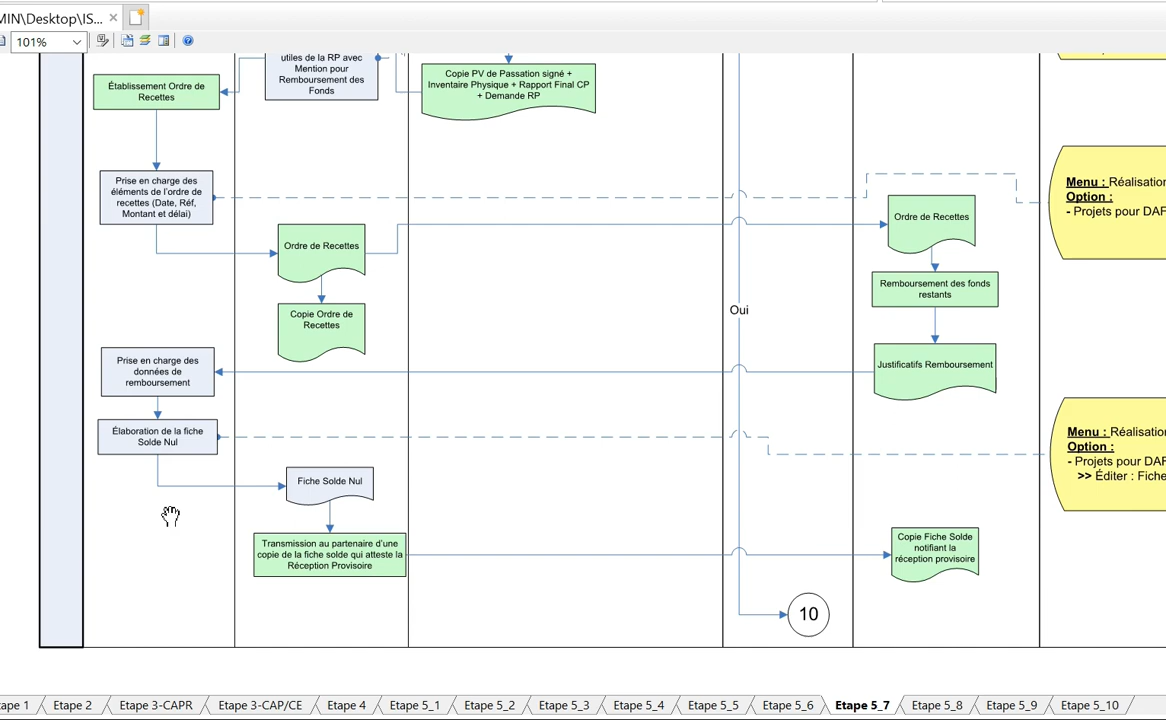 MIN\Desktop\IS...
101%
utiles de la RP avec
Mention pour
Remboursement des
Fonds
Copie PV de Passation signé +
Inventaire Physique + Rapport Final CP
+ Demande RP
Établissement Ordre de
Recettes
Prise en charge des
éléments de l'ordre de
recettes (Date, Réf,
Montant et délai)
Menu : Réalisation
Option :
- Projets pour DAF
Ordre de Recettes
Ordre de Recettes
Remboursement des fonds
restants
Copie Ordre de
Recettes
Oui
Prise en charge des
données de
remboursement
Justificatifs Remboursement
Élaboration de la fiche
Solde Nul
Menu : Réalisation
Option :
- Projets pour DAF
>> Éditer : Fiche
Fiche Solde Nul
Transmission au partenaire d'une
copie de la fiche solde qui atteste la
Réception Provisoire
Copie Fiche Solde
notifiant la
réception provisoire
10
tape 1
Etape 2
Etape 3-CAPR
Etape 3-CAP/CE
Etape 4
Etape 5_1
Etape 5_2
Etape 5_3
Etape 5_4
Etape 5_5
Etape 5_6
Etape 5_7
Etape 5_8
Etape 5_9
Etape 5_10